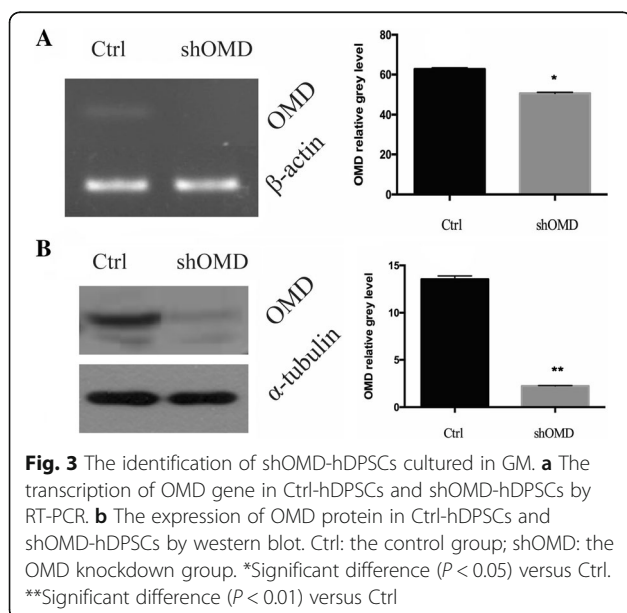 A
Ctrl shOMD
OMD
β-actin
OMD relative grey level
80
60
40
20
0
*
Ctrl shOMD
B
Ctrl shOMD
OMD
α-tubulin
OMD relative grey level
15
10
5
0
**
Ctrl shOMD
Fig. 3 The identification of shOMD-hDPSCs cultured in GM. a The
transcription of OMD gene in Ctrl-hDPSCs and shOMD-hDPSCs by
RT-PCR. b The expression of OMD protein in Ctrl-hDPSCs and
shOMD-hDPSCs by western blot. Ctrl: the control group; shOMD: the
OMD knockdown group. *Significant difference (P < 0.05) versus Ctrl.
**Significant difference (P < 0.01) versus Ctrl